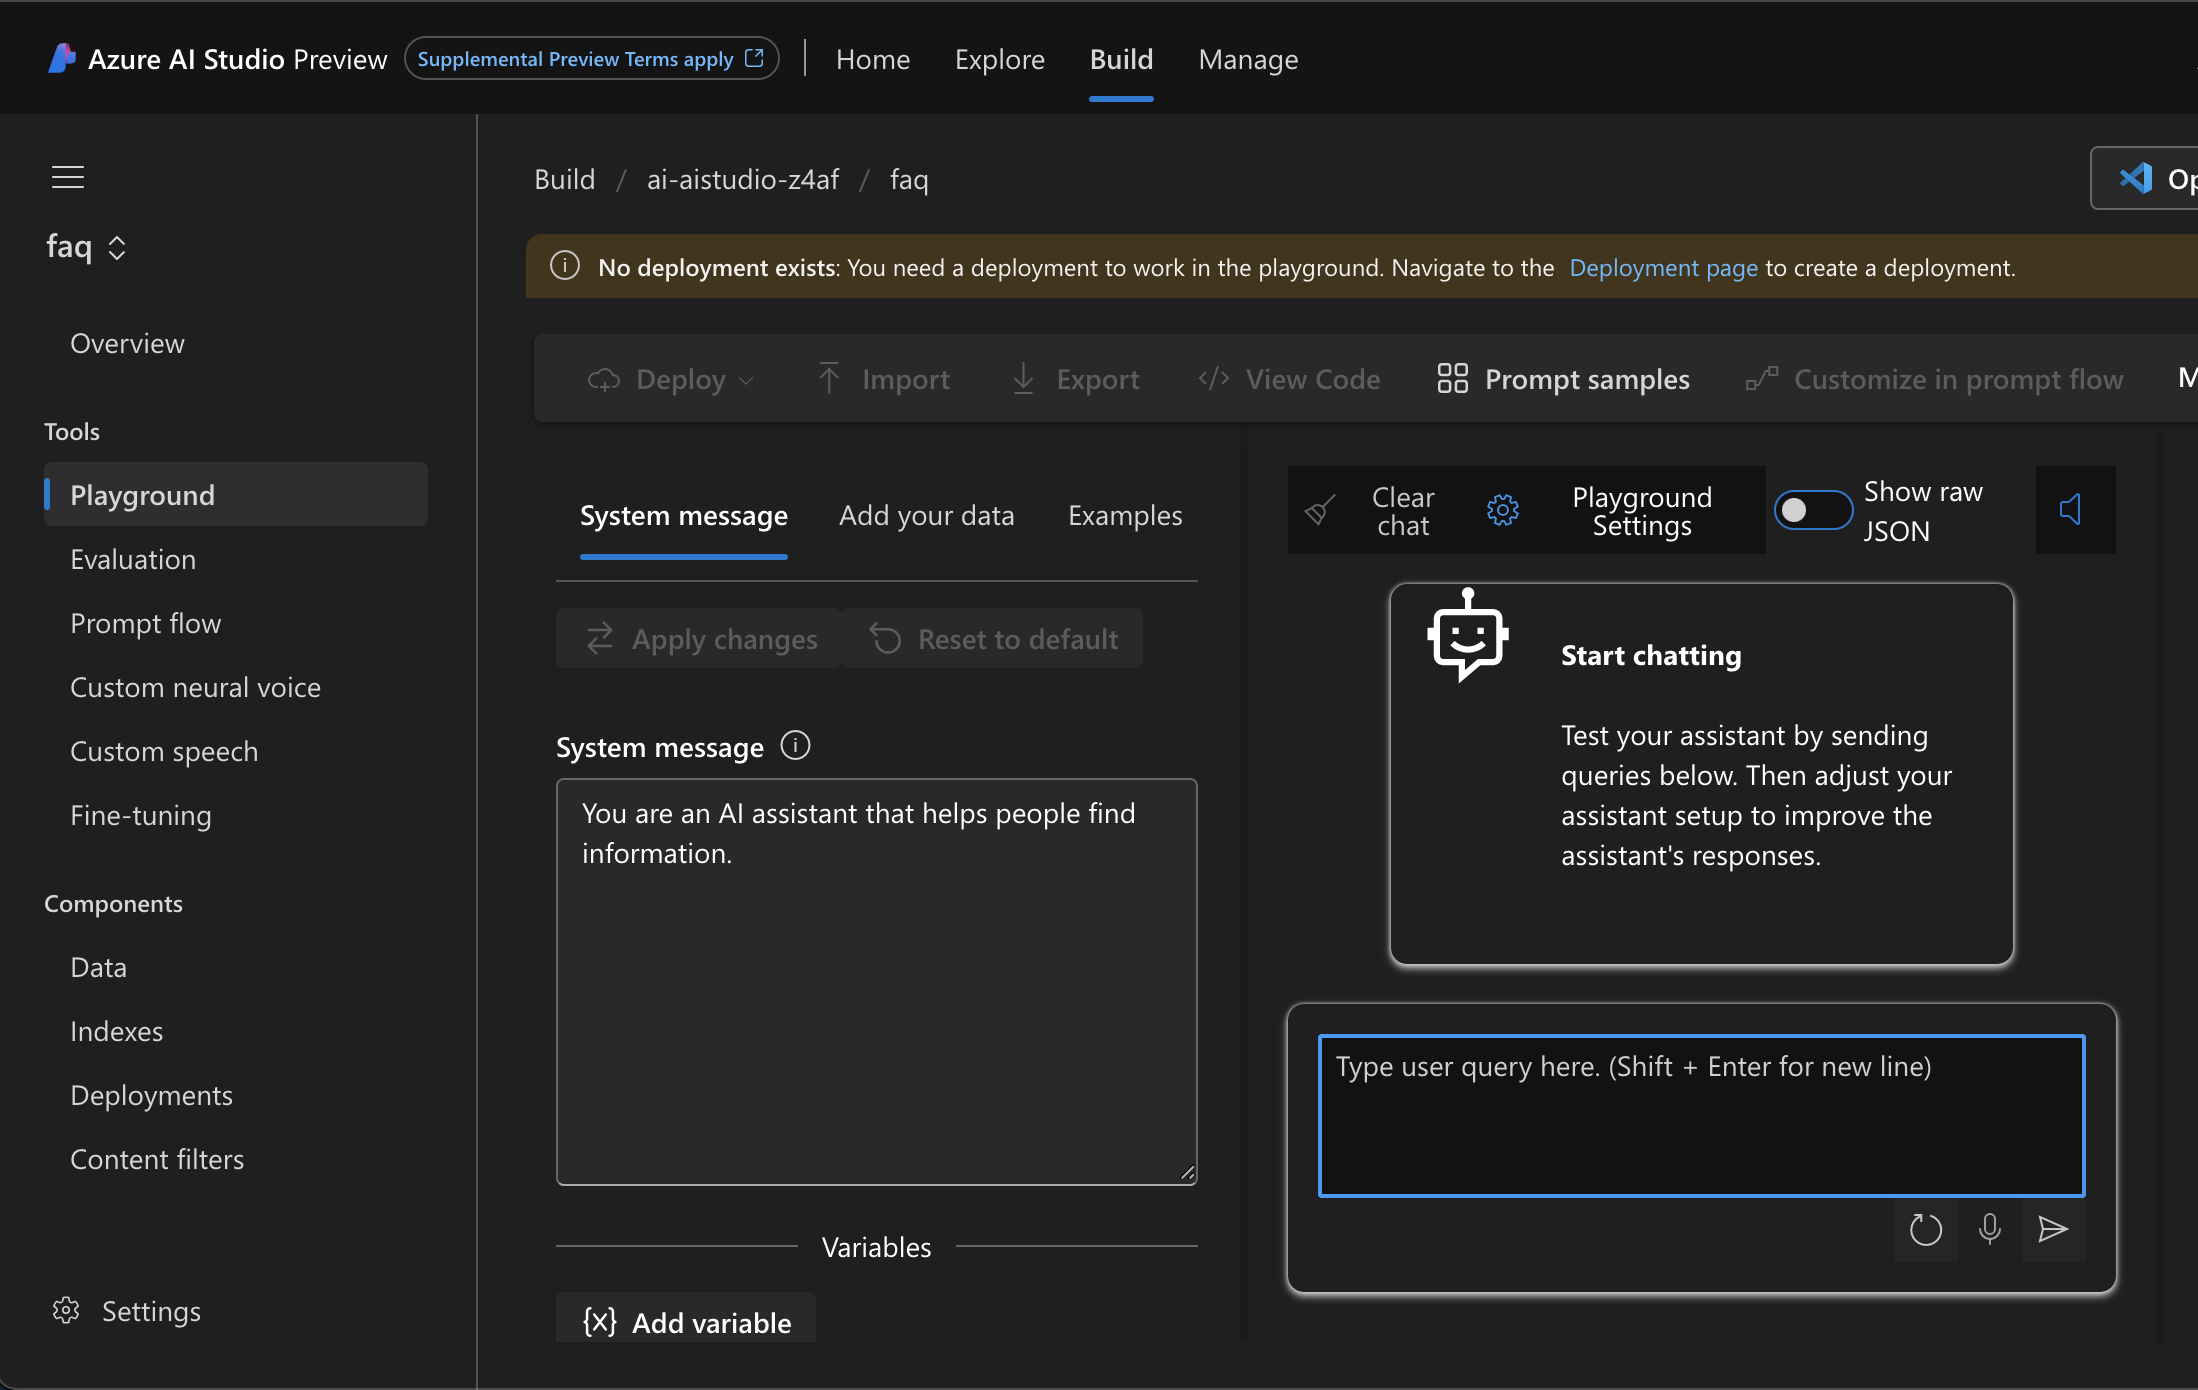 Azure AI Studio Preview Supplemental Preview Terms apply Home Explore Build Manage
Build / ai-aistudio-z4af / faq
Op
faq
No deployment exists: You need a deployment to work in the playground. Navigate to the Deployment page to create a deployment.
Overview
Deploy Import Export View Code Prompt samples Customize in prompt flow M
Tools
Playground
Evaluation
Prompt flow
Custom neural voice
Custom speech
Fine-tuning
Components
Data
Indexes
Deployments
Content filters
Settings
System message Add your data Examples
Apply changes Reset to default
System message
You are an AI assistant that helps people find
information.
Variables
{x} Add variable
Clear
chat
Playground
Settings
Show raw
JSON
Start chatting
Test your assistant by sending
queries below. Then adjust your
assistant setup to improve the
assistant's responses.
Type user query here. (Shift + Enter for new line)